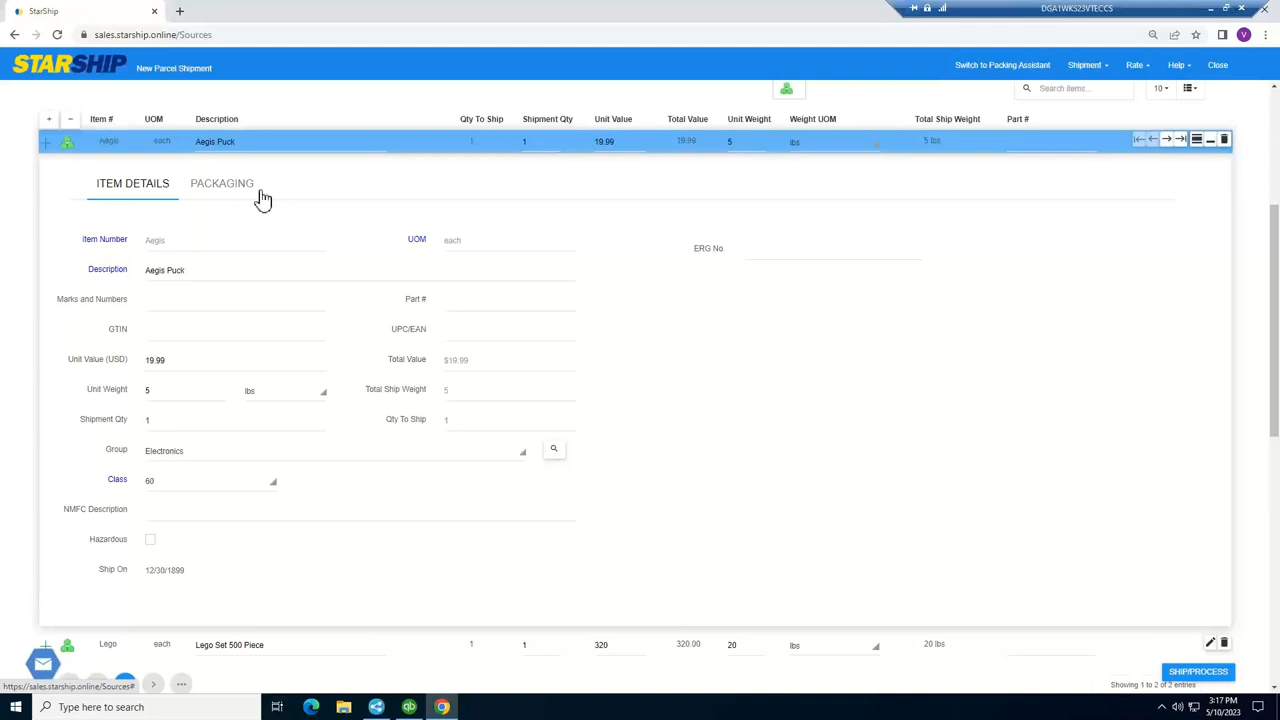 StarShip
DGA1WKS23VTECCS
sales.starship.online/Sources
V
STARSHIP New Parcel Shipment Switch to Packing Assistant Shipment Rate Help Close
Search items... 10
+ - Item # UOM Description Qty To Ship Shipment Qty Unit Value Total Value Unit Weight Weight UOM Total Ship Weight Part #
Aegis each Aegis Puck 1 1 19.99 19.99 5 lbs 5 lbs
ITEM DETAILS PACKAGING
Item Number Aegis UOM each ERG No.
Description Aegis Puck
Marks and Numbers Part #
GTIN UPC/EAN
Unit Value (USD) 19.99 Total Value $19.99
Unit Weight 5 lbs Total Ship Weight 5
Shipment Qty 1 Qty To Ship 1
Group Electronics
Class 60
NMFC Description
Hazardous
Ship On 12/30/1899
Lego each Lego Set 500 Piece 1 1 320 320.00 20 lbs 20 lbs
SHIP/PROCESS
https://sales.starship.online/Sources#
Showing 1 to 2 of 2 entries
Type here to search
3:17 PM
5/10/2023